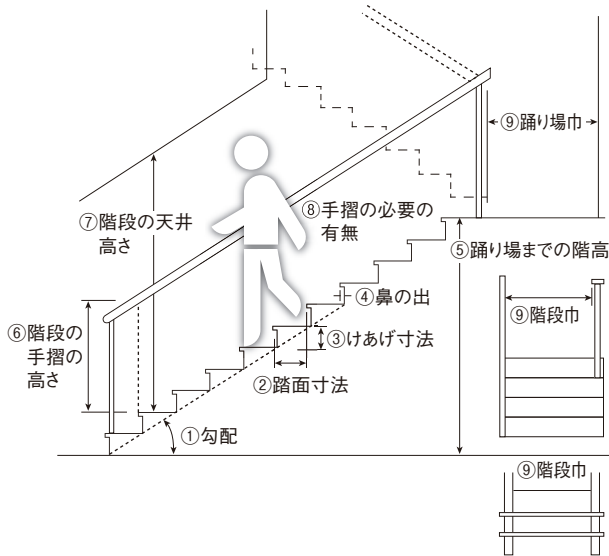 ⑨踊り場巾
⑦階段の天井
高さ
⑧手摺の必要の
有無
⑤踊り場までの階高
④鼻の出
⑥階段の
手摺の
高さ
③けあげ寸法
⑨階段巾
②踏面寸法
①勾配
⑨階段巾